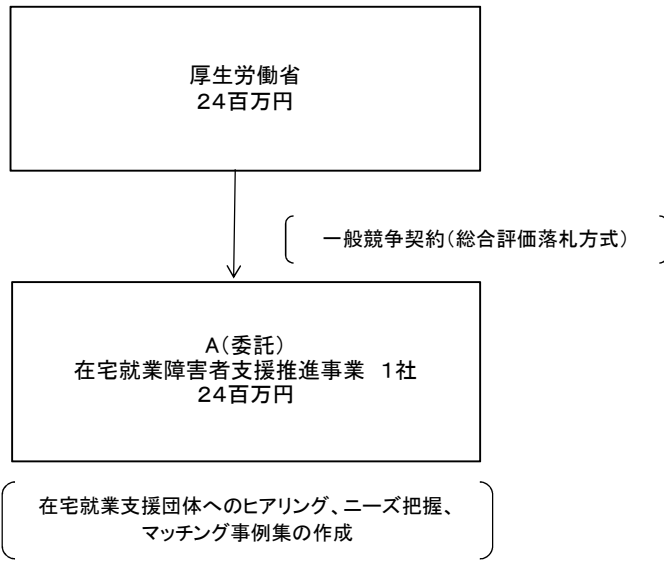 厚生労働省
24百万円
一般競争契約(総合評価落札方式)
A(委託)
在宅就業障害者支援推進事業　1社
24百万円
在宅就業支援団体へのヒアリング、ニーズ把握、
マッチング事例集の作成